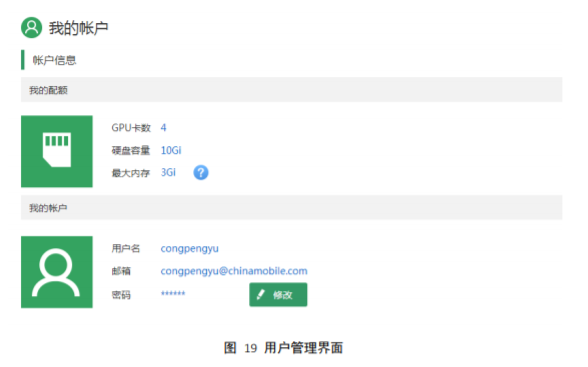 我的帐户
帐户信息
我的配额
GPU卡数 4
硬盘容量 10Gi
最大内存 3Gi ?
我的帐户
用户名 congpengyu
邮箱 congpengyu@chinamobile.com
密码 ****** 修改
图 19 用户管理界面